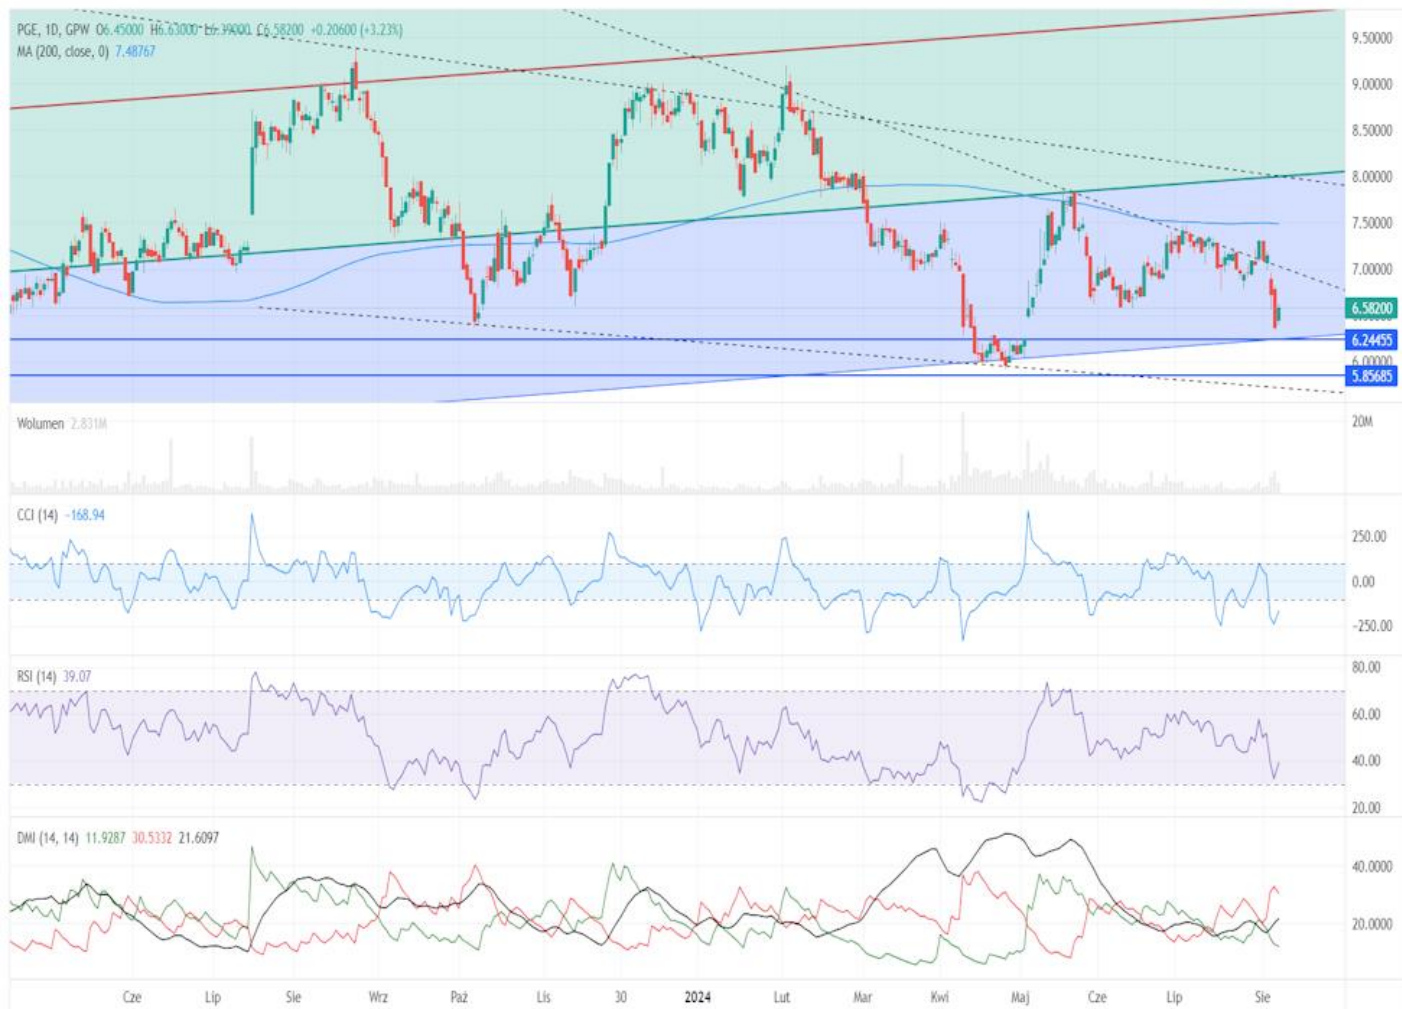 PGE, 1D, GPW O6.45000 H6.63000 L6.39000 C6.58200 +0.20600 (+3.23%)
MA (200, close, 0) 7.48767
9.50000
9.00000
8.50000
8.00000
7.50000
7.00000
6.58200
6.24455
6.00000
5.85685
Wolumen 2.831M
20M
CCI (14) -168.94
250.00
0.00
-250.00
RSI (14) 39.07
80.00
60.00
40.00
20.00
DMI (14, 14) 11.9287 30.5332 21.6097
40.0000
20.0000
Cze Lip Sie Wrz Paź Lis 30 2024 Lut Mar Kwi Maj Cze Lip Sie